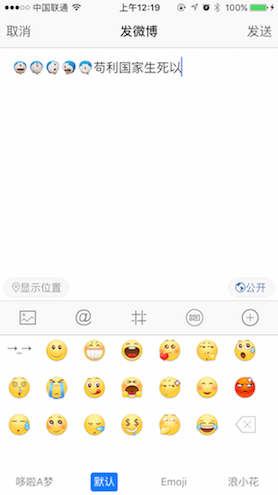 中国联通 上午12:19
取消 发微博 发送
苟利国家生死以
显示位置 公开
哆啦A梦 默认 Emoji 浪小花